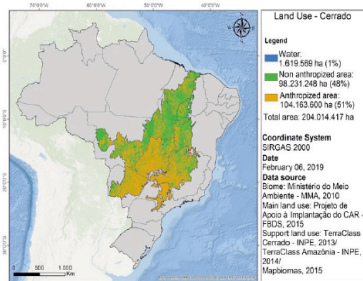 Land Use - Cerrado
Legend
Water:
1.619.569 ha (1%)
Non anthropized area:
98.231.248 ha (48%)
Anthropized area:
104.163.600 ha (51%)
Total area: 204.014.417 ha
Coordinate System
SIRGAS 2000
Date
February 06, 2019
Data source
Biome: Ministério do Meio
Ambiente - MMA, 2010
Main land use: Projeto de
Apoio à Implantação do CAR -
FBDS, 2015
Support land use: TerraClass
Cerrado - INPE, 2013/
TerraClass Amazônia - INPE,
2014/
Mapbiomas, 2015
0 500 1.000
Km